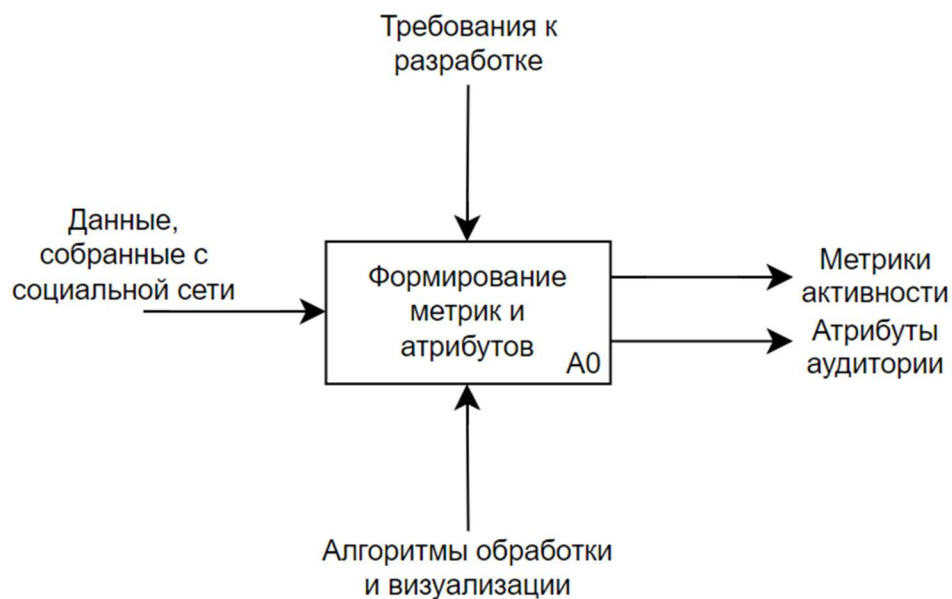 Требования к
разработке
Данные,
собранные с
социальной сети
Формирование
метрик и
атрибутов
A0
Метрики
активности
Атрибуты
аудитории
Алгоритмы обработки
и визуализации